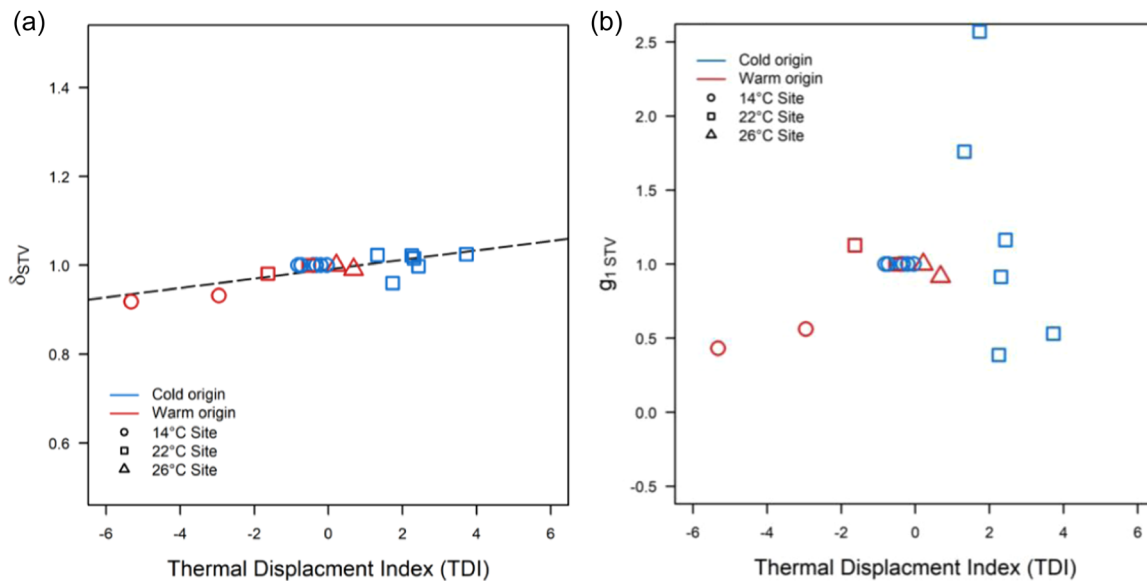 (a)
1.4
1.2
1.0
0.8
0.6
δSTV
Cold origin
Warm origin
14°C Site
22°C Site
26°C Site
-6 -4 -2 0 2 4 6
Thermal Displacment Index (TDI)
(b)
2.5
2.0
1.5
1.0
0.5
0.0
-0.5
g1 STV
Cold origin
Warm origin
14°C Site
22°C Site
26°C Site
-6 -4 -2 0 2 4 6
Thermal Displacment Index (TDI)